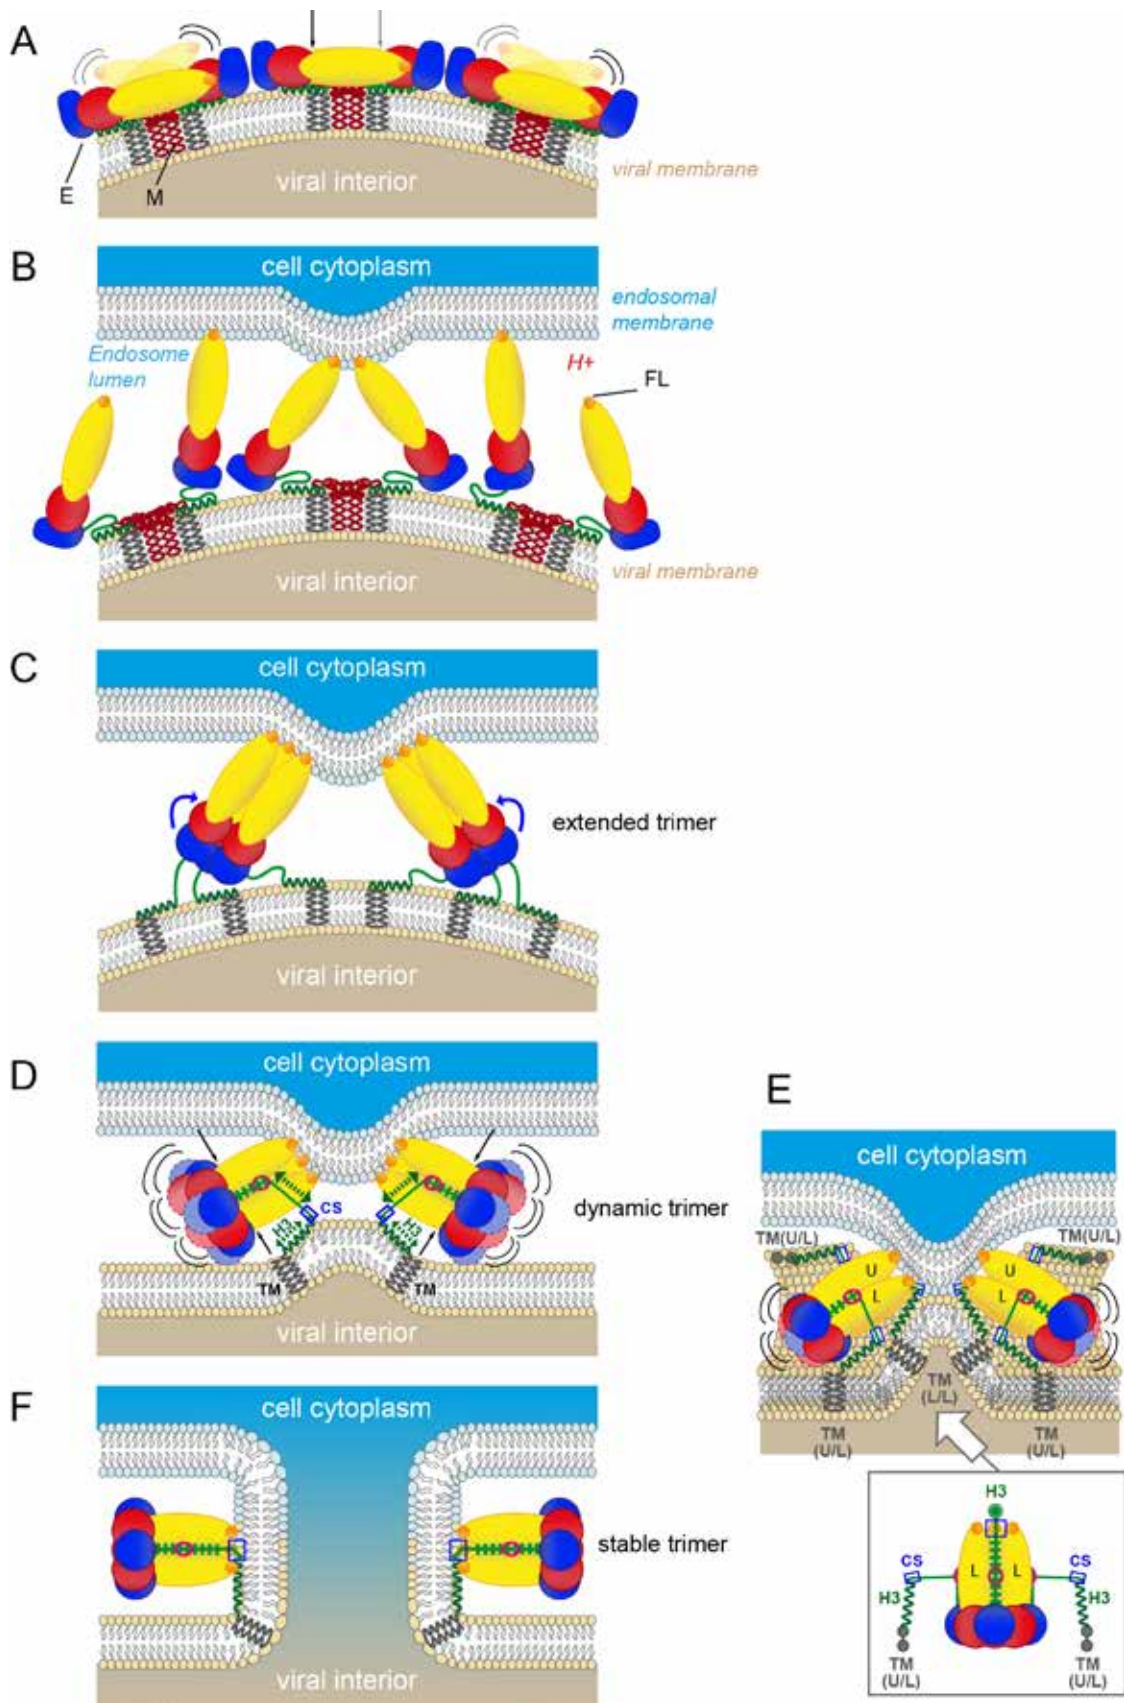 A
E
M
viral interior
viral membrane
B
cell cytoplasm
endosomal
membrane
Endosome
lumen
H+
FL
viral interior
viral membrane
C
cell cytoplasm
extended trimer
viral interior
D
cell cytoplasm
CS
H3
H3
TM
TM
dynamic trimer
viral interior
E
cell cytoplasm
TM(U/L)
TM(U/L)
U
L
U
L
TM
(L/L)
TM
(U/L)
TM
(U/L)
H3
CS
L
L
CS
H3
H3
TM
(U/L)
TM
(U/L)
F
cell cytoplasm
stable trimer
viral interior